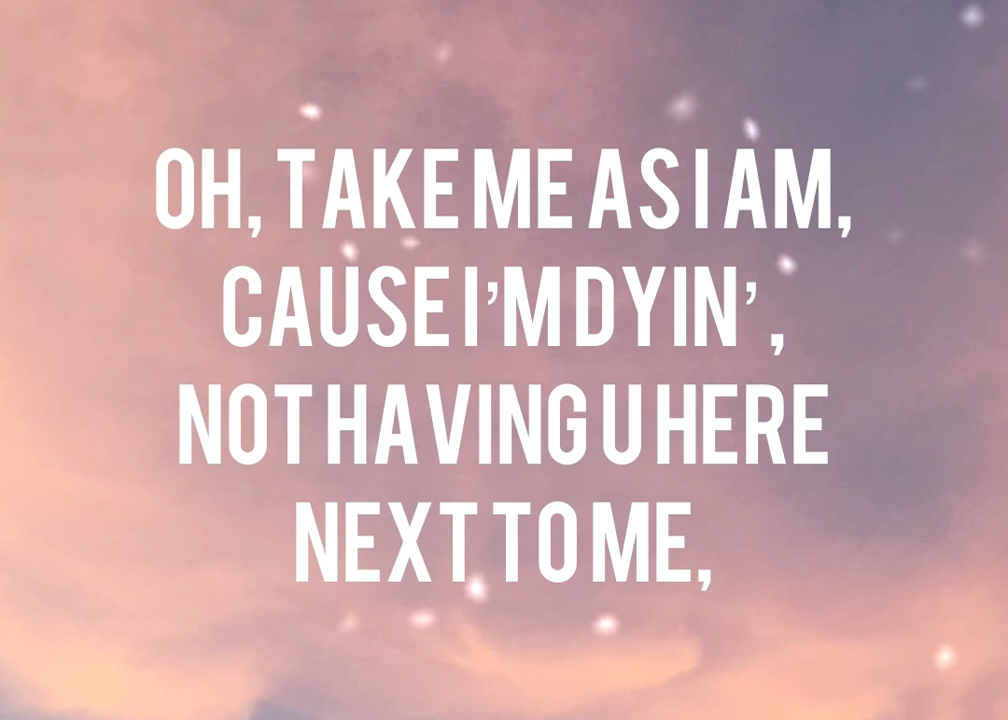 OH, TAKE ME AS I AM,
CAUSE I'M DYIN' ,
NOT HAVING U HERE
NEXT TO ME,